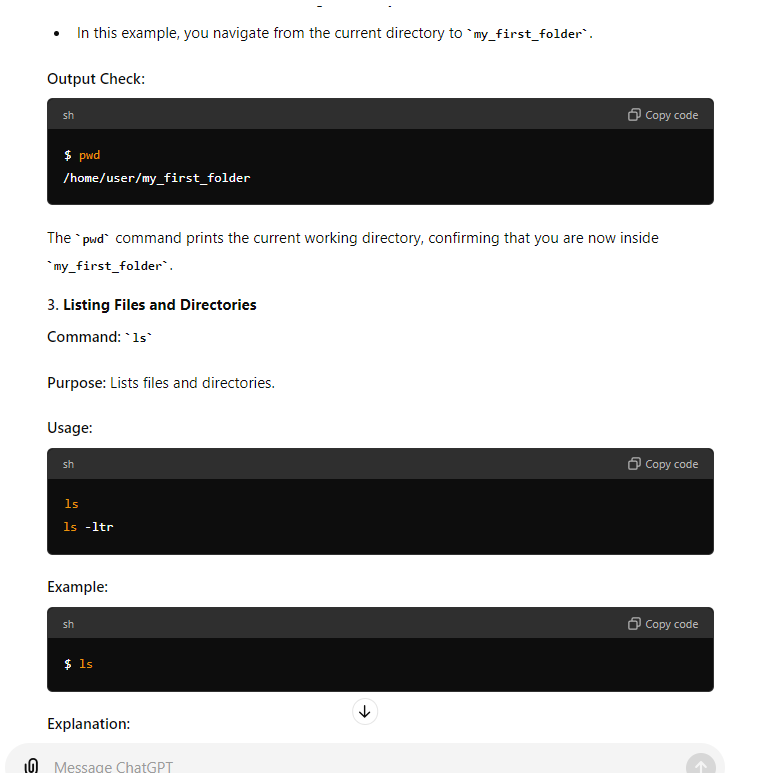 In this example, you navigate from the current directory to `my_first_folder`.
Output Check:
sh
Copy code
$ pwd
/home/user/my_first_folder
The `pwd` command prints the current working directory, confirming that you are now inside
`my_first_folder`.
3. Listing Files and Directories
Command: `ls`
Purpose: Lists files and directories.
Usage:
sh
Copy code
ls
ls -ltr
Example:
sh
Copy code
$ ls
Explanation:
Message ChatGPT